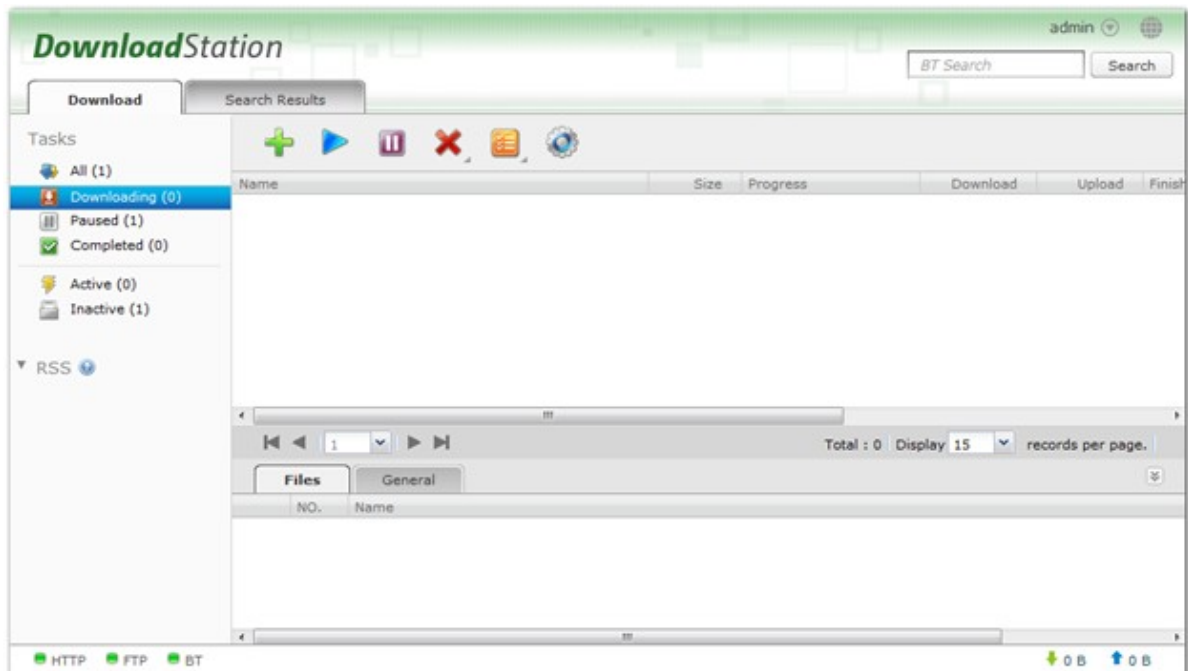 DownloadStation
admin
BT Search
Search
Download
Search Results
Tasks
All (1)
Downloading (0)
Paused (1)
Completed (0)
Active (0)
Inactive (1)
RSS
Name Size Progress Download Upload Finish
1
Total : 0 Display 15 records per page.
Files
General
NO. Name
HTTP FTP BT
0 B 0 B